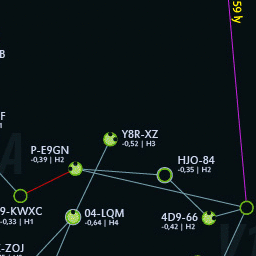 59 ly
B
F
Y8R-XZ
-0,52 | H3
P-E9GN
-0,39 | H2
HJO-84
-0,35 | H2
9-KWXC
-0,33 | H1
04-LQM
-0,64 | H4
4D9-66
-0,42 | H2
-ZOJ